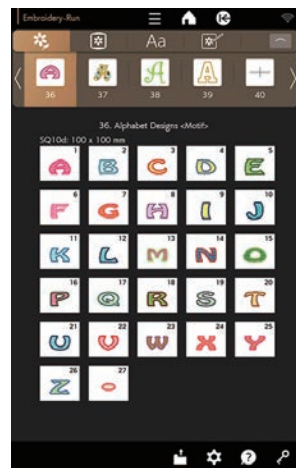 Embroidery-Run
Aa
A A A
36 37 38 39 40
36. Alphabet Designs <Motif>
SQ10d: 100 x 100 mm
1 2 3 4 5
A B C D E
6 7 8 9 10
F G H I J
11 12 13 14 15
K L M N O
16 17 18 19 20
P Q R S T
21 22 23 24 25
U V W X Y
26 27
Z
?